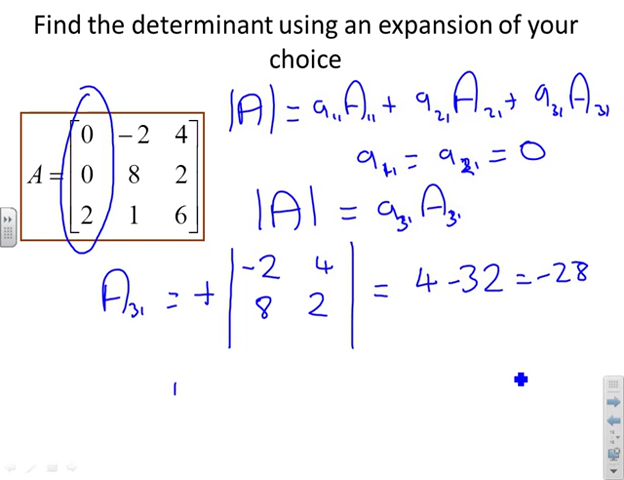 Find the determinant using an expansion of your
choice
|A| = a₁₁A₁₁ + a₂₁A₂₁ + a₃₁A₃₁
a₁₁ = a₂₁ = 0
A = [0 −2 4
0 8 2
2 1 6]
|A| = a₃₁A₃₁
A₃₁ = + |−2 4
8 2| = 4 − 32 = −28